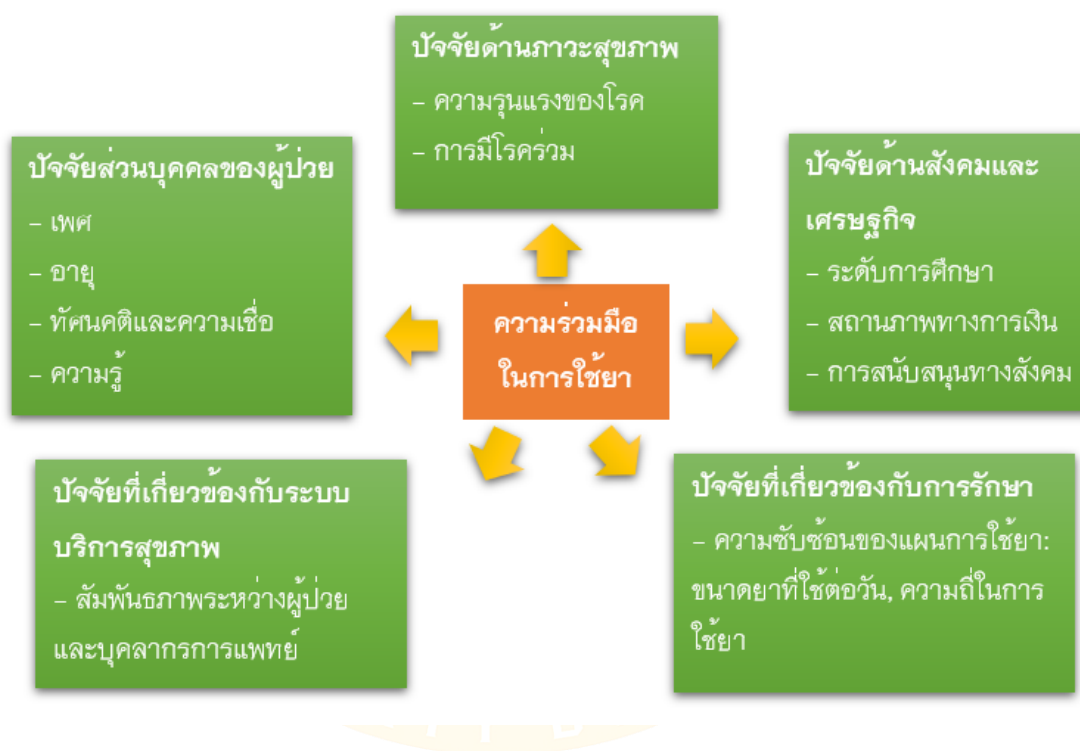 ปัจจัยด้านภาวะสุขภาพ
– ความรุนแรงของโรค
– การมีโรคร่วม
ปัจจัยส่วนบุคคลของผู้ป่วย
– เพศ
– อายุ
– ทัศนคติและความเชื่อ
– ความรู้
ปัจจัยด้านสังคมและ
เศรษฐกิจ
– ระดับการศึกษา
– สถานภาพทางการเงิน
– การสนับสนุนทางสังคม
ความร่วมมือ
ในการใช้ยา
ปัจจัยที่เกี่ยวข้องกับระบบ
บริการสุขภาพ
– สัมพันธภาพระหว่างผู้ป่วย
และบุคลากรการแพทย์
ปัจจัยที่เกี่ยวข้องกับการรักษา
– ความซับซ้อนของแผนการใช้ยา:
ขนาดยาที่ใช้ต่อวัน, ความถี่ในการ
ใช้ยา